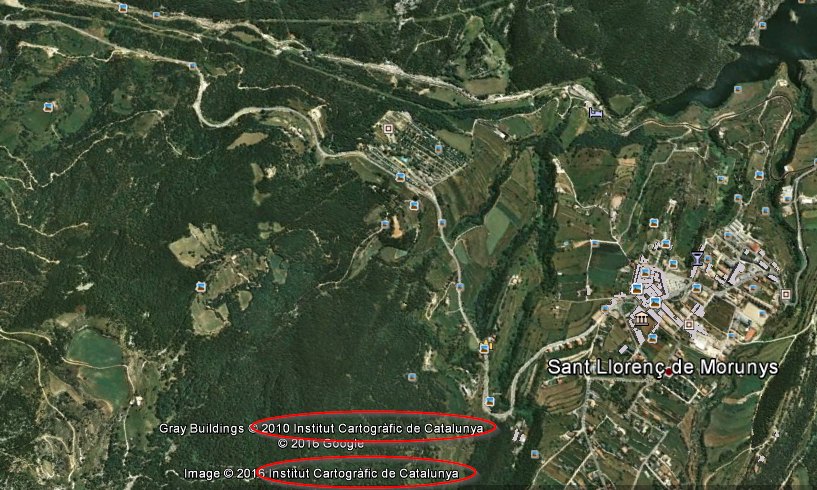 Sant Llorenç de Morunys
Gray Buildings © 2010 Institut Cartogràfic de Catalunya
© 2016 Google
Image © 2016 Institut Cartogràfic de Catalunya